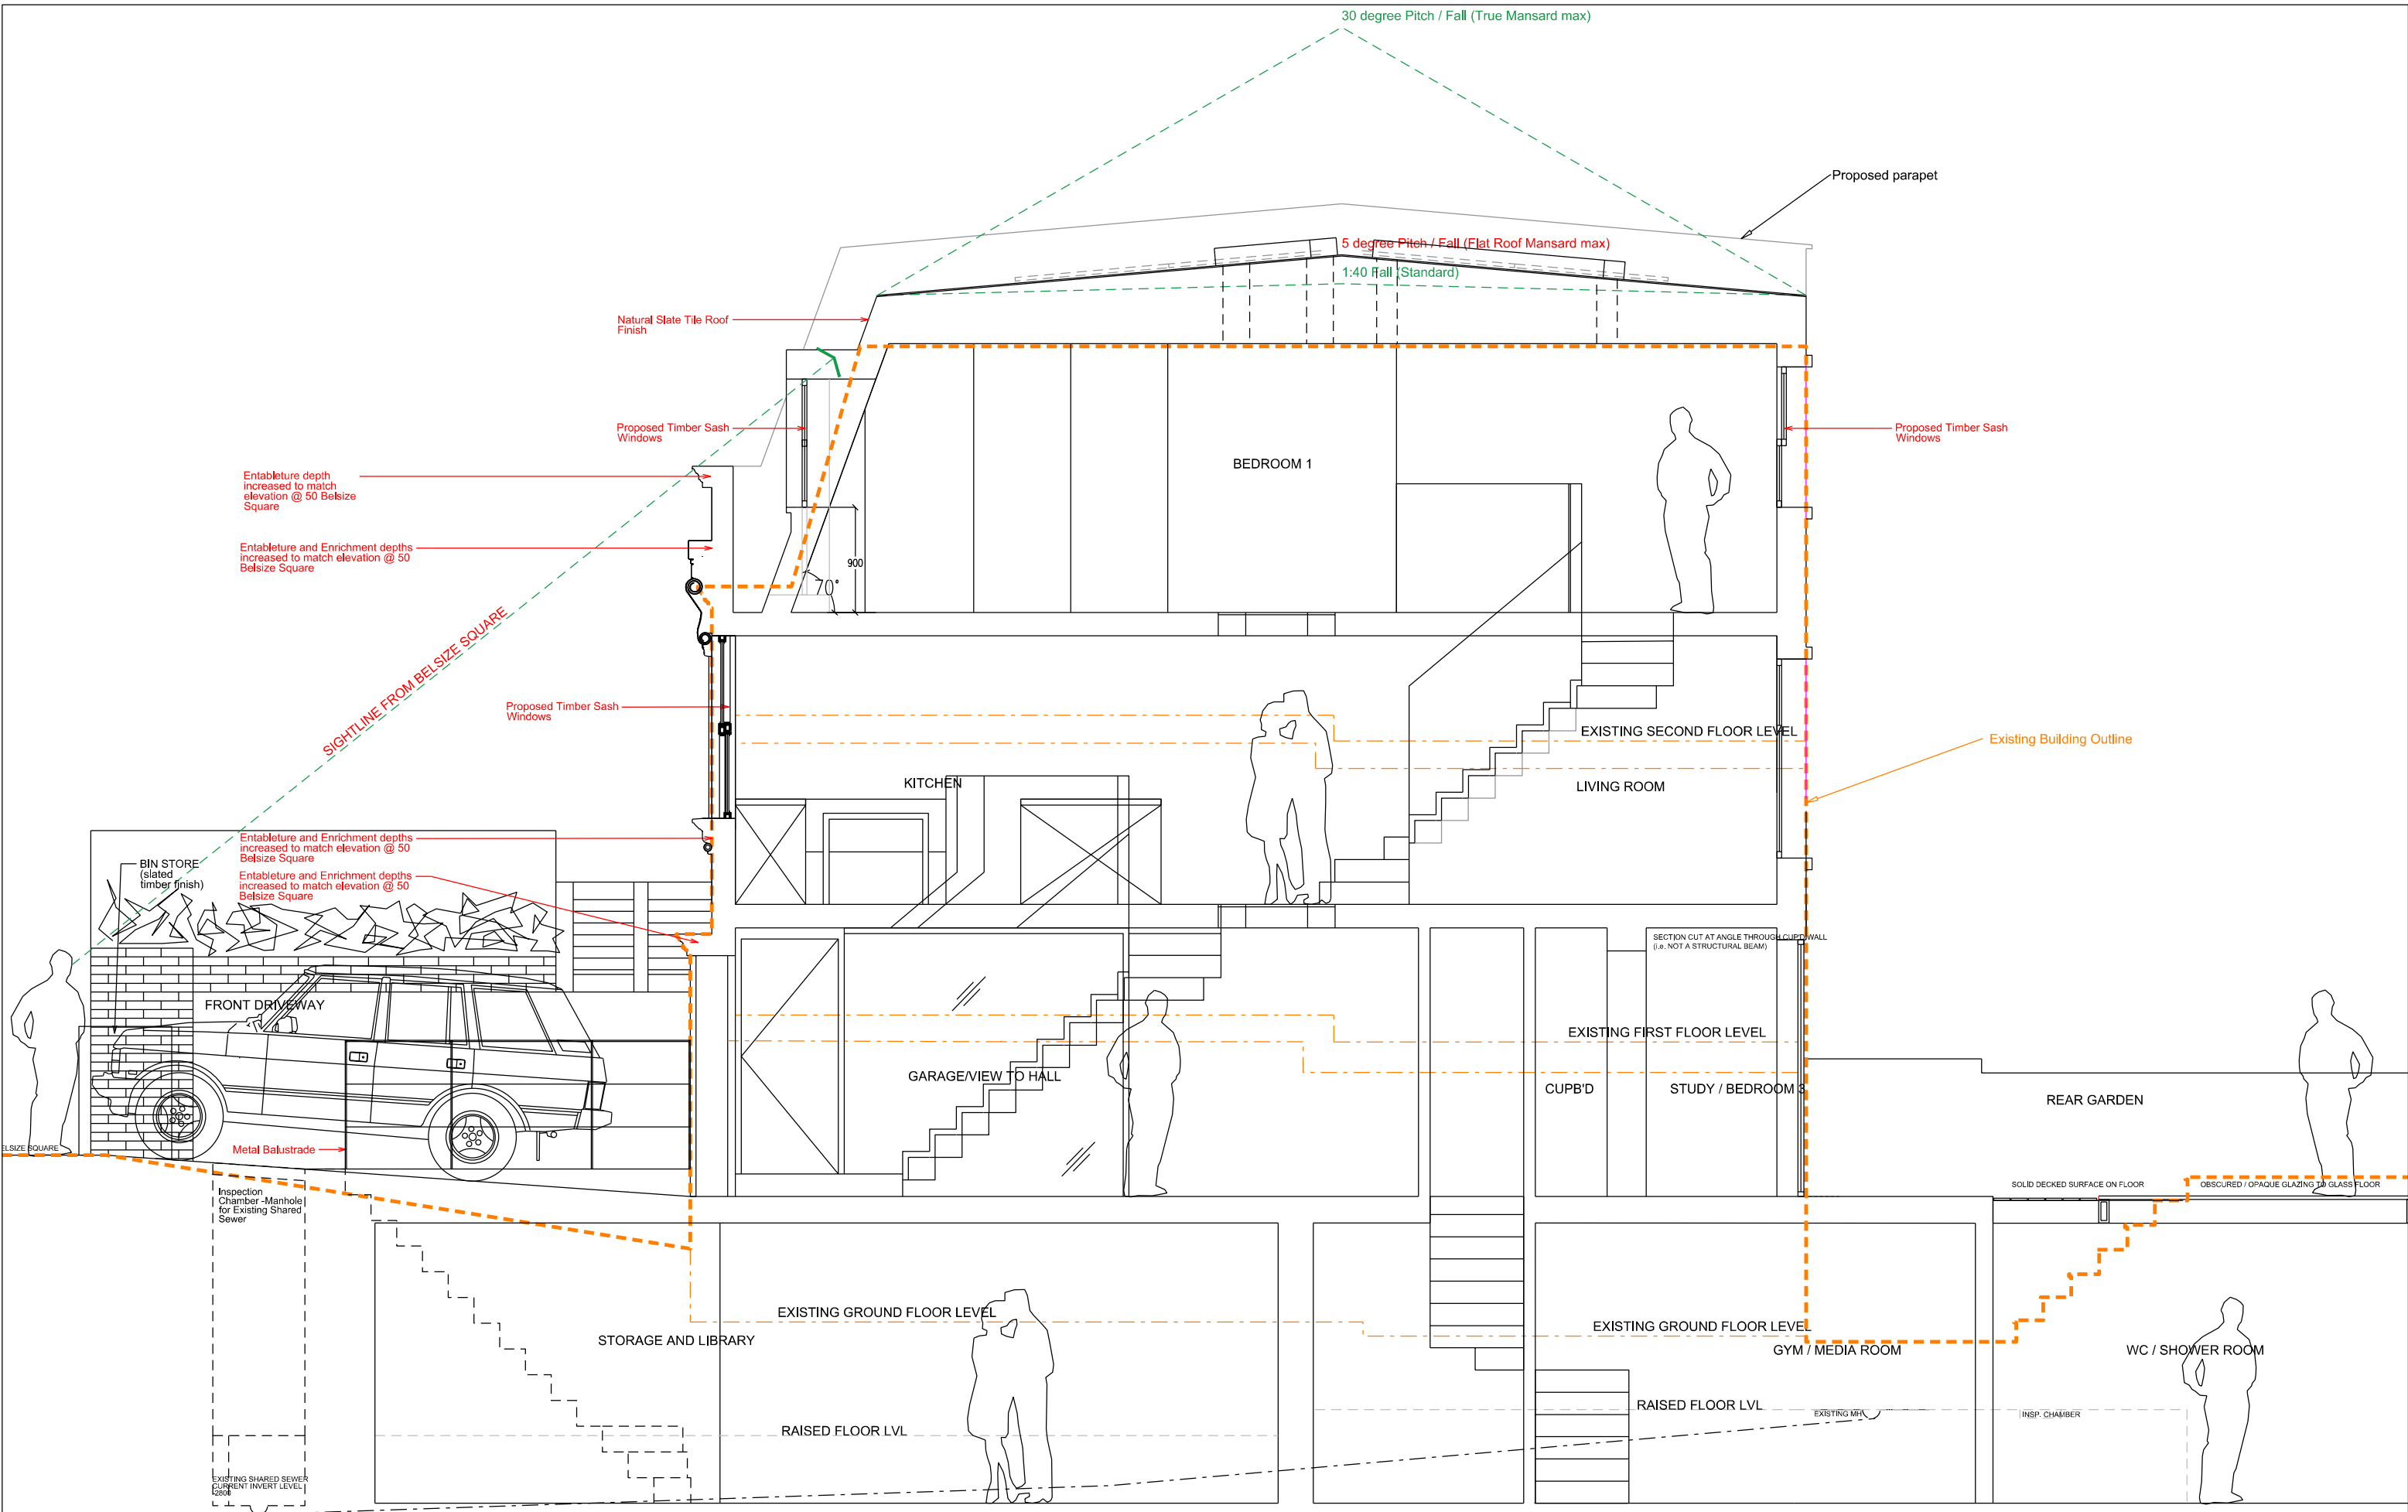 30 degree Pitch / Fall (True Mansard max)
Proposed parapet
5 degree Pitch / Fall (Flat Roof Mansard max)
1:40 Fall (Standard)
Natural Slate Tile Roof
Finish
Proposed Timber Sash
Windows
Proposed Timber Sash
Windows
BEDROOM 1
Entableture depth
increased to match
elevation @ 50 Belsize
Square
Entableture and Enrichment depths
increased to match elevation @ 50
Belsize Square
900
70°
SIGHTLINE FROM BELSIZE SQUARE
Proposed Timber Sash
Windows
EXISTING SECOND FLOOR LEVEL
Existing Building Outline
KITCHEN
LIVING ROOM
Entableture and Enrichment depths
increased to match elevation @ 50
Belsize Square
BIN STORE
(slated
timber finish)
Entableture and Enrichment depths
increased to match elevation @ 50
Belsize Square
SECTION CUT AT ANGLE THROUGH CUP'D WALL
(i.e. NOT A STRUCTURAL BEAM)
FRONT DRIVEWAY
EXISTING FIRST FLOOR LEVEL
GARAGE/VIEW TO HALL
CUPB'D
STUDY / BEDROOM 3
REAR GARDEN
ELSIZE SQUARE
Metal Balustrade
SOLID DECKED SURFACE ON FLOOR
OBSCURED / OPAQUE GLAZING TO GLASS FLOOR
Inspection
Chamber -Manhole
for Existing Shared
Sewer
EXISTING GROUND FLOOR LEVEL
EXISTING GROUND FLOOR LEVEL
STORAGE AND LIBRARY
GYM / MEDIA ROOM
WC / SHOWER ROOM
RAISED FLOOR LVL
RAISED FLOOR LVL
EXISTING MH
INSP. CHAMBER
EXISTING SHARED SEWER
CURRENT INVERT LEVEL
-2800